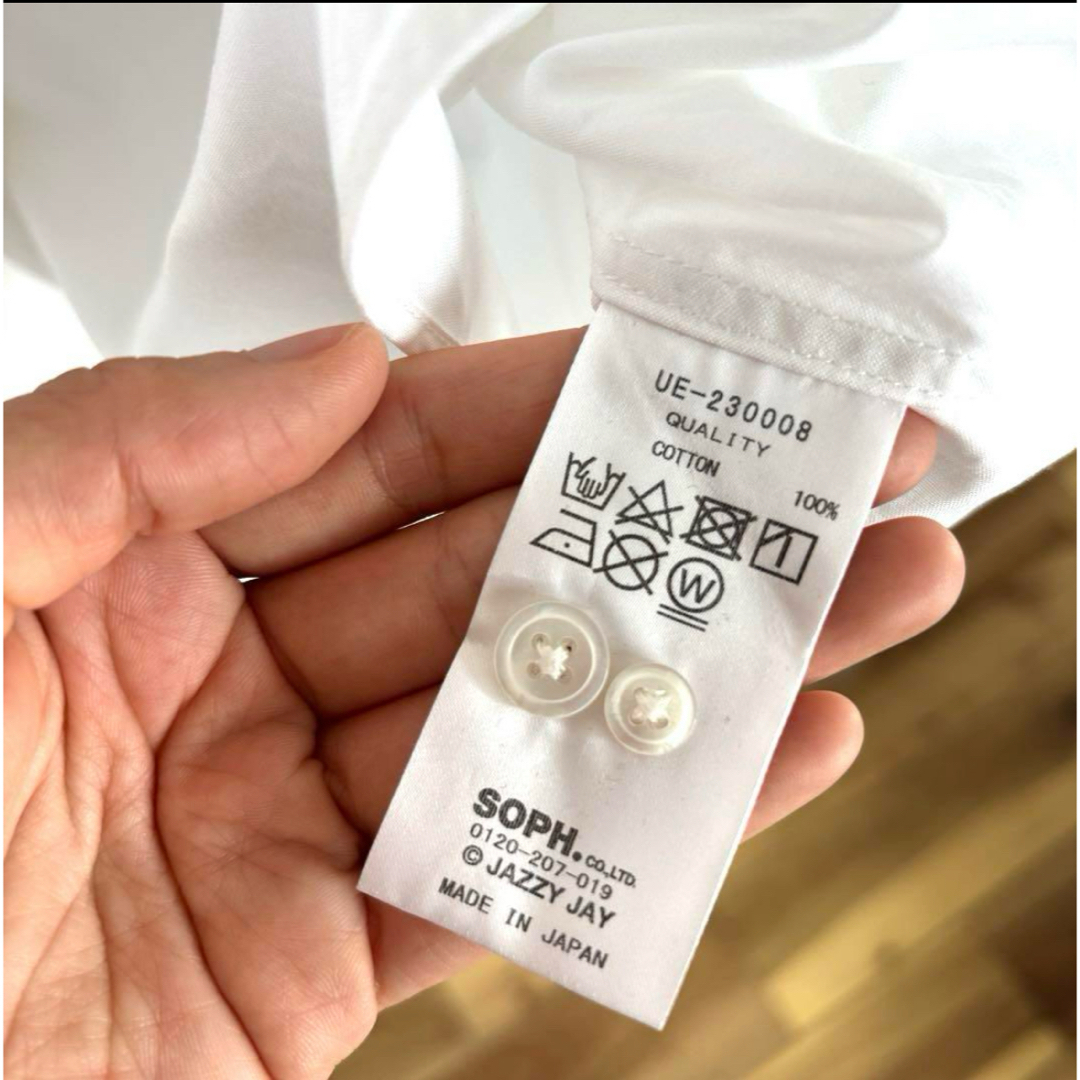 UE-230008
QUALITY
COTTON
100%
W
SOPH.CO.,LTD.
0120-207-019
© JAZZY JAY
MADE IN JAPAN